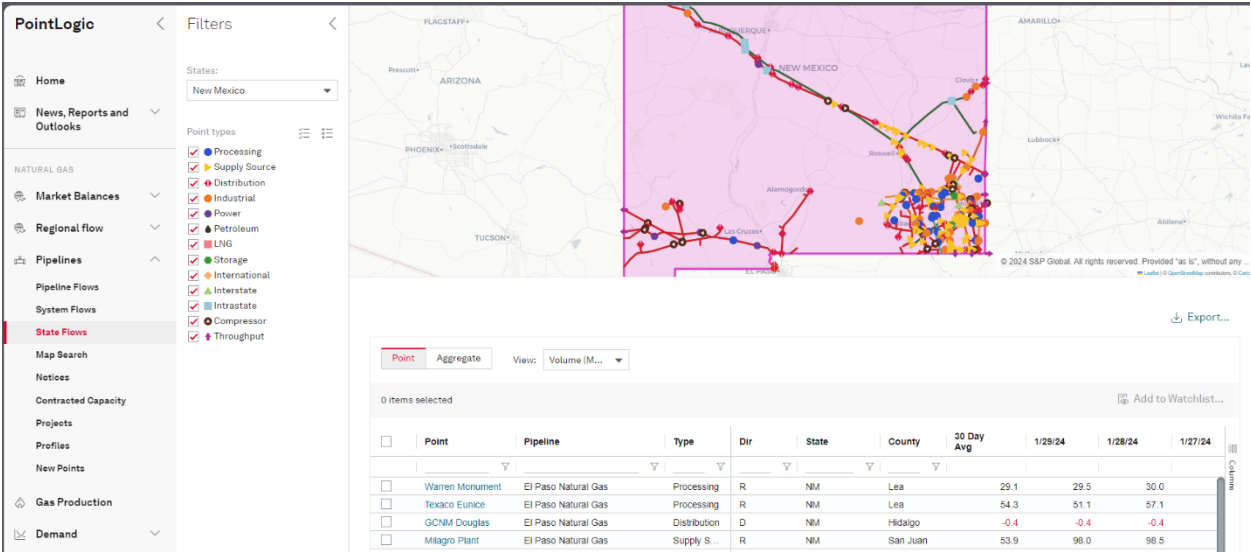 PointLogic
Home
News, Reports and
Outlooks
NATURAL GAS
Market Balances
Regional flow
Pipelines
Pipeline Flows
System Flows
State Flows
Map Search
Notices
Contracted Capacity
Projects
Profiles
New Points
Gas Production
Demand
Filters
States:
New Mexico
Point types
Processing
Supply Source
Distribution
Industrial
Power
Petroleum
LNG
Storage
International
Interstate
Intrastate
Compressor
Throughput
FLAGSTAFF
ALBUQUERQUE
AMARILLO
Prescott
ARIZONA
NEW MEXICO
Clovis
Wichita Fa
PHOENIX
Scottsdale
Lubbock
Roswell
Alamogordo
TUCSON
Las Cruces
Abilene
EL PASO
© 2024 S&P Global. All rights reserved. Provided "as is", without any ...
Leaflet | © OpenStreetMap contributors, © Carto
Export...
Point Aggregate View: Volume (M...
0 items selected Add to Watchlist...
Point Pipeline Type Dir State County 30 Day Avg 1/29/24 1/28/24 1/27/24
Columns
Warren Monument El Paso Natural Gas Processing R NM Lea 29.1 29.5 30.0
Texaco Eunice El Paso Natural Gas Processing R NM Lea 54.3 51.1 57.1
GCNM Douglas El Paso Natural Gas Distribution D NM Hidalgo -0.4 -0.4 -0.4
Milagro Plant El Paso Natural Gas Supply S... R NM San Juan 53.9 98.0 98.5